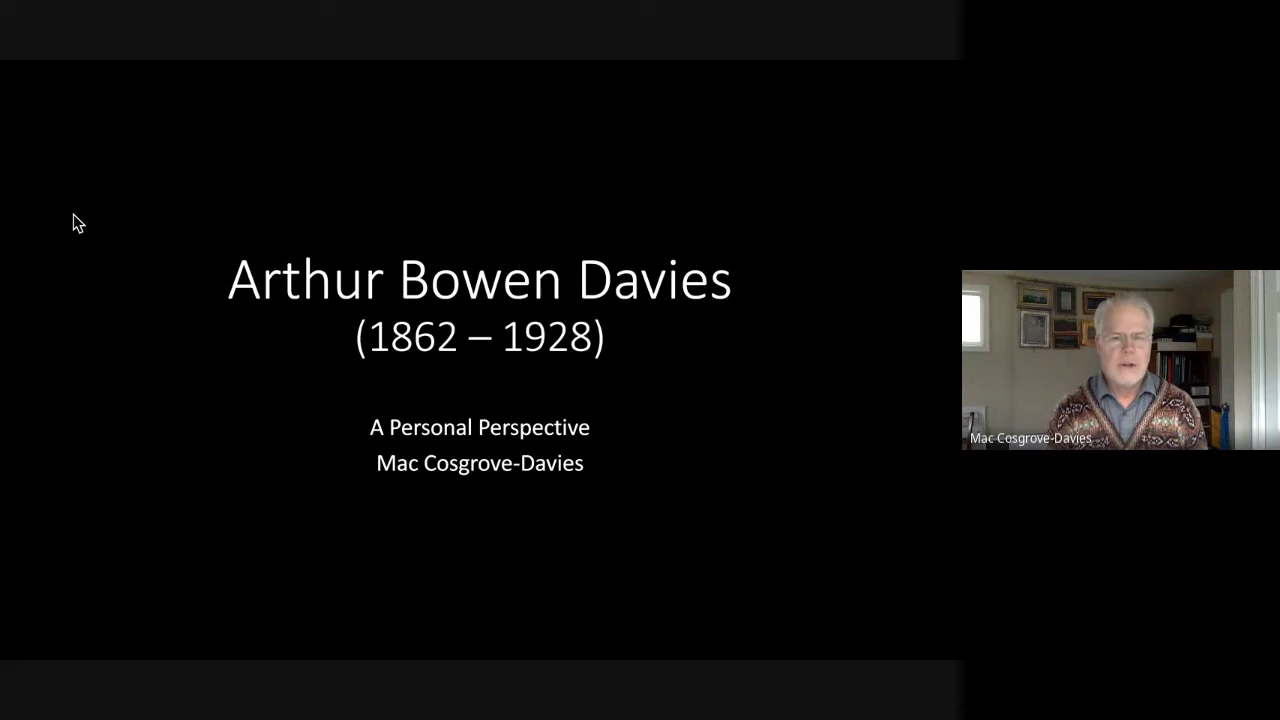 Arthur Bowen Davies
(1862 – 1928)
A Personal Perspective
Mac Cosgrove-Davies
Mac Cosgrove-Davies